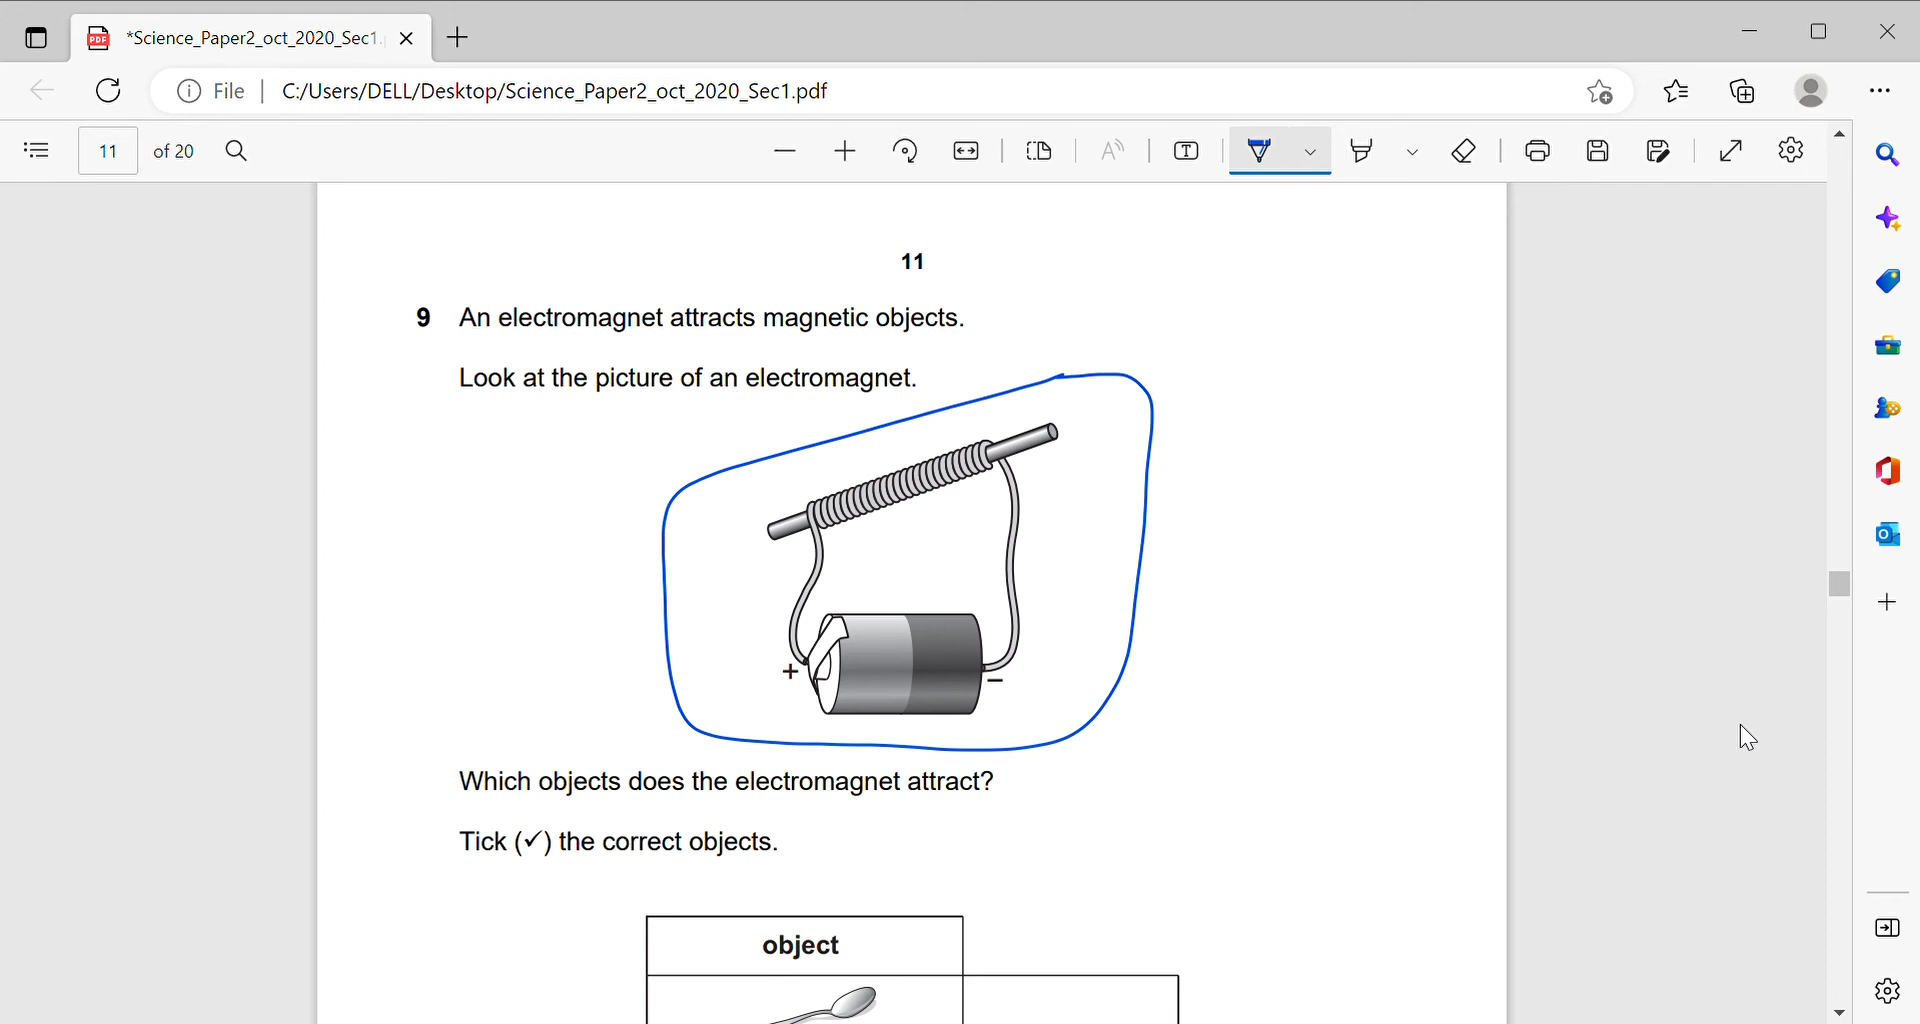 *Science_Paper2_oct_2020_Sec1.
File
C:/Users/DELL/Desktop/Science_Paper2_oct_2020_Sec1.pdf
11 of 20
11
9 An electromagnet attracts magnetic objects.
Look at the picture of an electromagnet.
+
–
Which objects does the electromagnet attract?
Tick (✓) the correct objects.
object